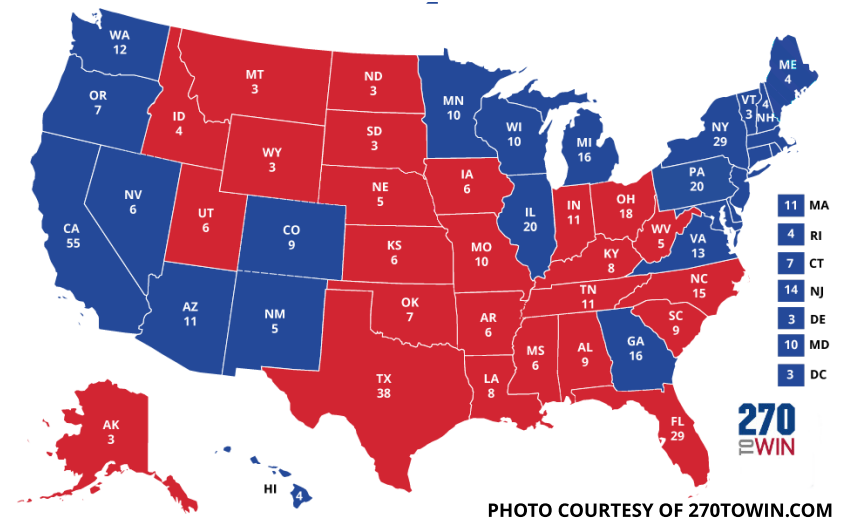 WA
12
OR
7
CA
55
NV
6
ID
4
MT
3
WY
3
UT
6
AZ
11
CO
9
NM
5
ND
3
SD
3
NE
5
KS
6
OK
7
TX
38
MN
10
IA
6
MO
10
AR
6
LA
8
WI
10
IL
20
MI
16
IN
11
OH
18
KY
8
TN
11
MS
6
AL
9
GA
16
FL
29
SC
9
NC
15
WV
5
VA
13
PA
20
NY
29
VT
3
4
NH
ME
4
11 MA
4 RI
7 CT
14 NJ
3 DE
10 MD
3 DC
AK
3
HI
4
270
TO WIN
PHOTO COURTESY OF 270TOWIN.COM